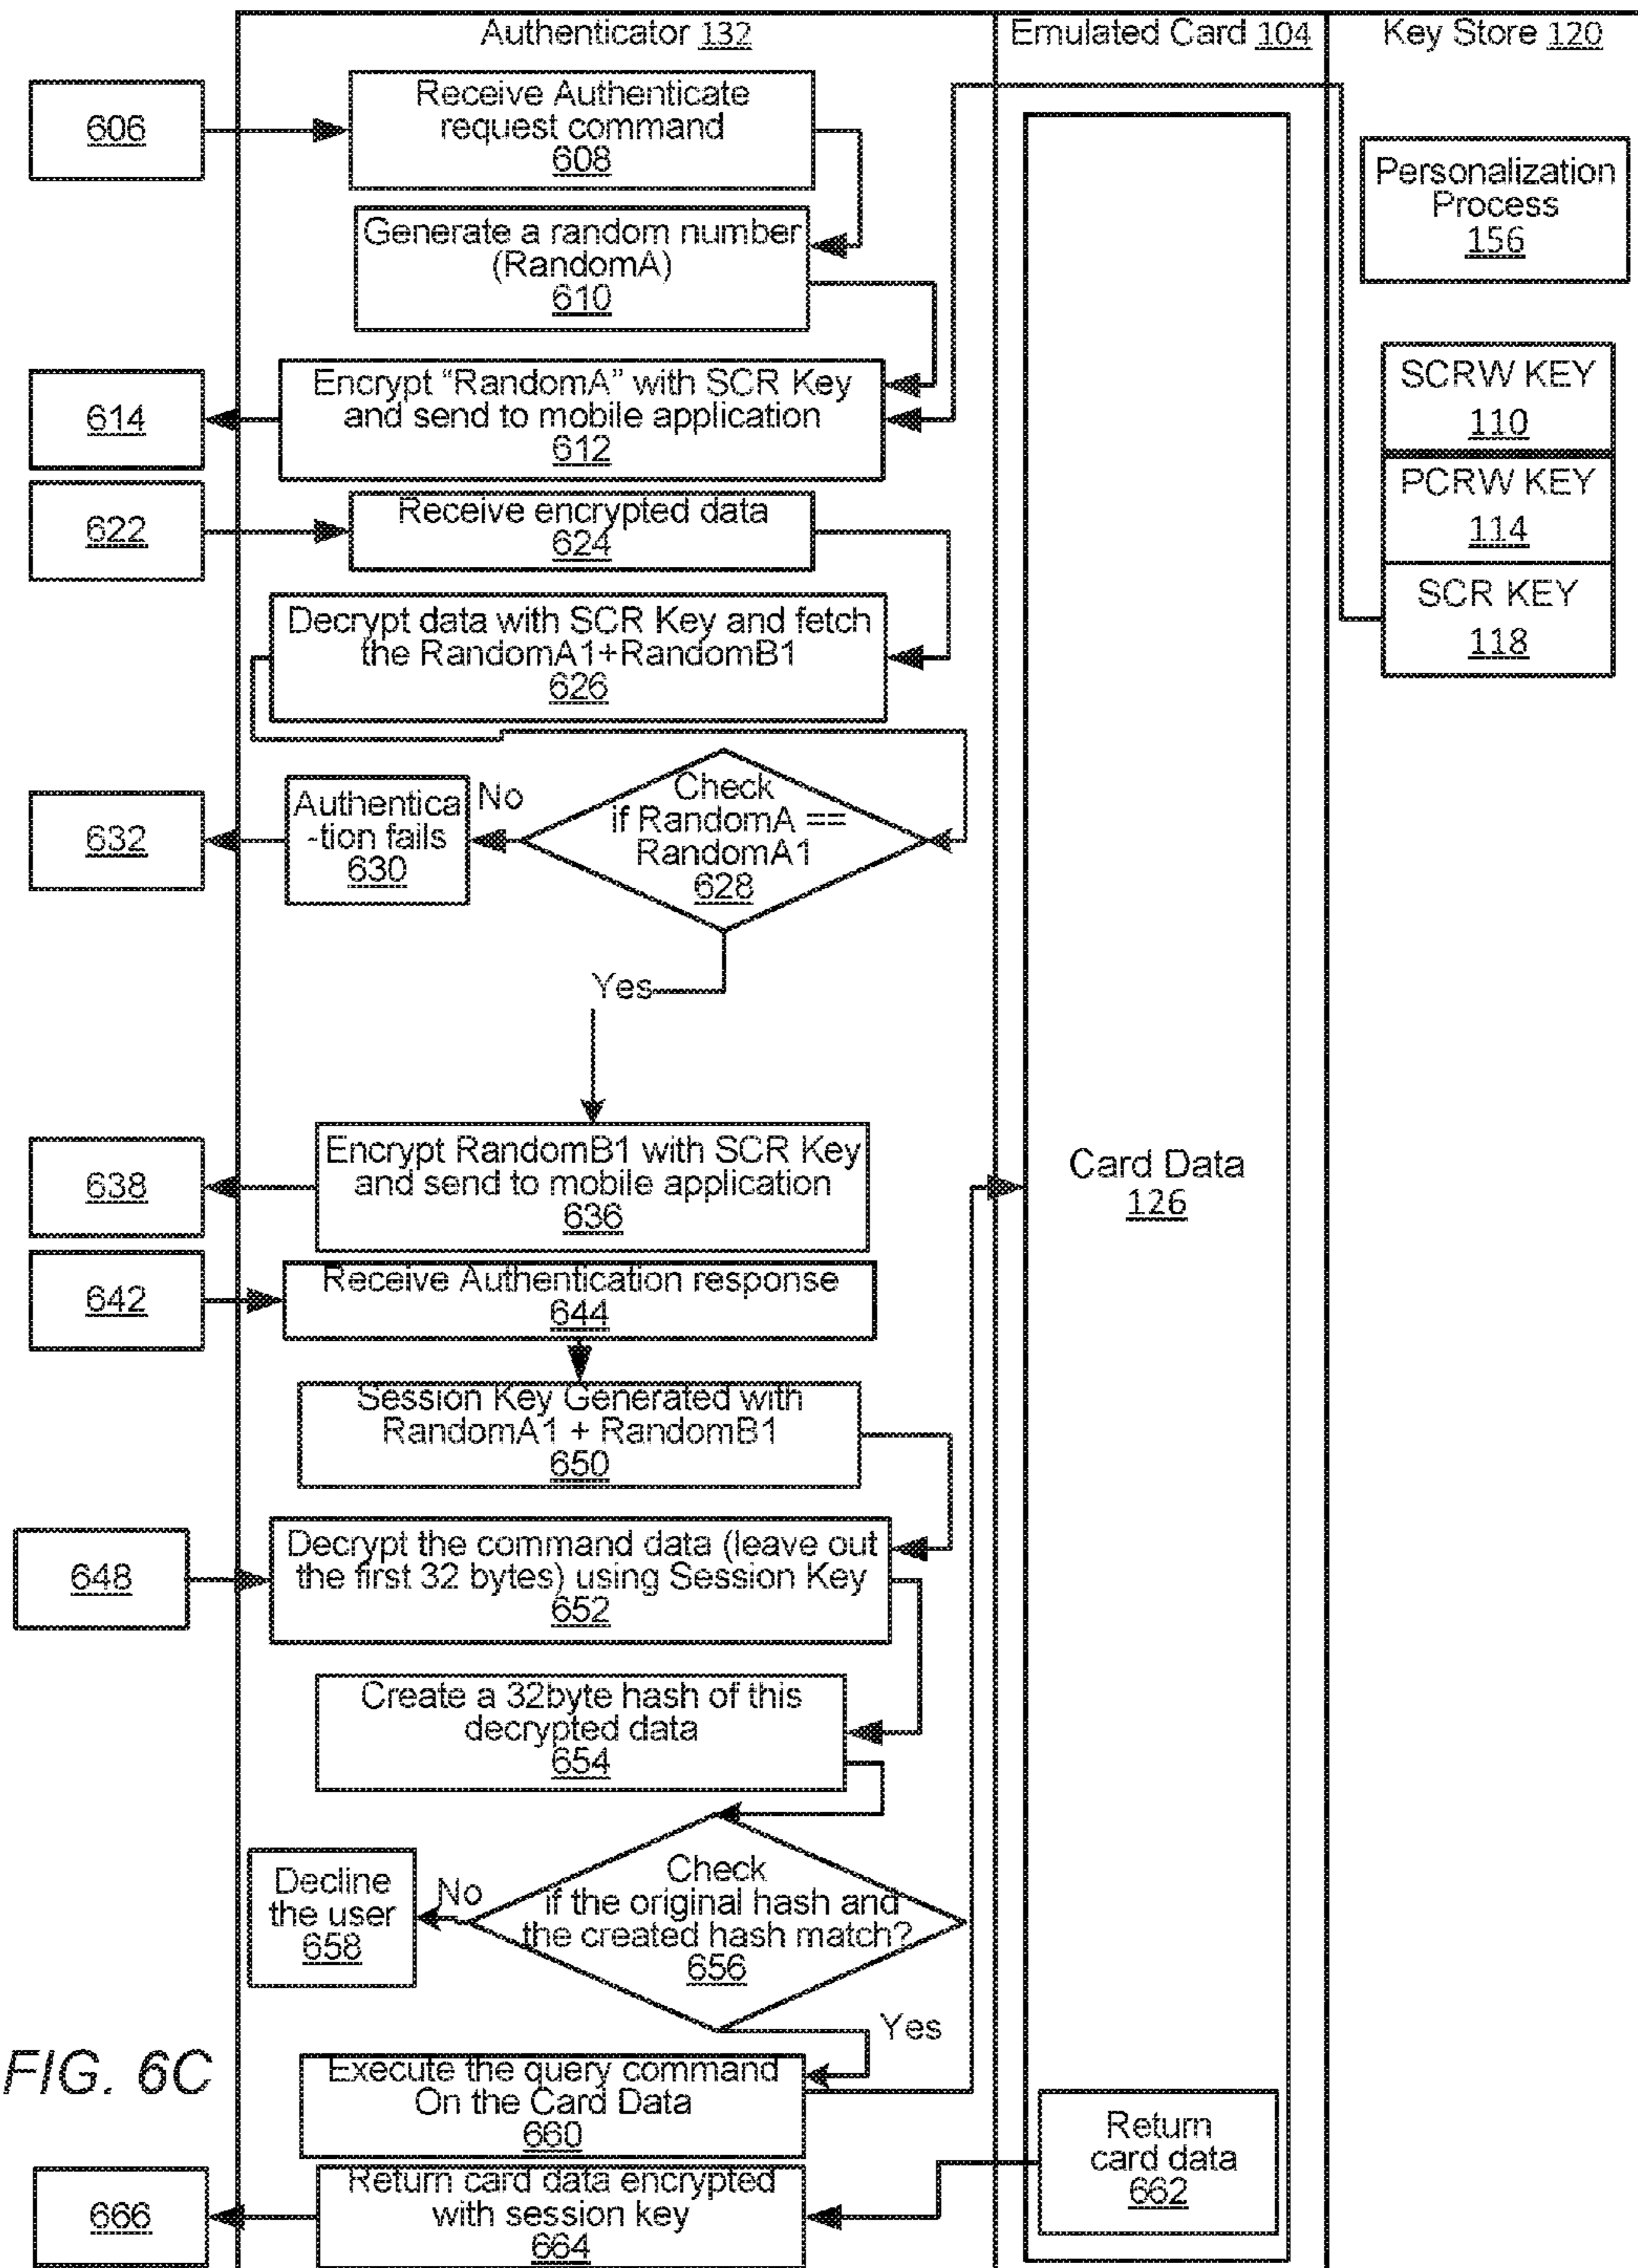 Authenticator 132
Emulated Card 104
Key Store 120
606
Receive Authenticate
request command
608
Generate a random number
(RandomA)
610
Personalization
Process
156
614
Encrypt “RandomA” with SCR Key
and send to mobile application
612
SCRW KEY
110
PCRW KEY
114
SCR KEY
118
622
Receive encrypted data
624
Decrypt data with SCR Key and fetch
the RandomA1+RandomB1
626
632
Authentica
-tion fails
630
No
Check
if RandomA ==
RandomA1
628
Yes
638
Encrypt RandomB1 with SCR Key
and send to mobile application
636
Card Data
126
642
Receive Authentication response
644
Session Key Generated with
RandomA1 + RandomB1
650
648
Decrypt the command data (leave out
the first 32 bytes) using Session Key
652
Create a 32byte hash of this
decrypted data
654
Decline
the user
658
No
Check
if the original hash and
the created hash match?
656
Yes
FIG. 6C
Execute the query command
On the Card Data
660
Return
card data
662
666
Return card data encrypted
with session key
664